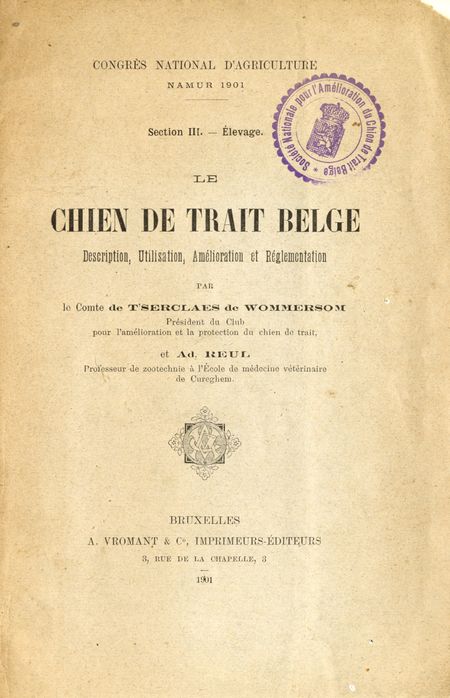 CONGRÈS NATIONAL D'AGRICULTURE
NAMUR 1901
Section III. — Élevage.
Société Nationale pour l'Amélioration du Chien de Trait Belge
LE
CHIEN DE TRAIT BELGE
Description, Utilisation, Amélioration et Réglementation
PAR
le Comte de T'SERCLAES de WOMMERSOM
Président du Club
pour l'amélioration et la protection du chien de trait,
et Ad. REUL
Professeur de zootechnie à l'École de médecine vétérinaire
de Cureghem.
BRUXELLES
A. VROMANT & Cº, IMPRIMEURS-ÉDITEURS
3, RUE DE LA CHAPELLE, 3
1901